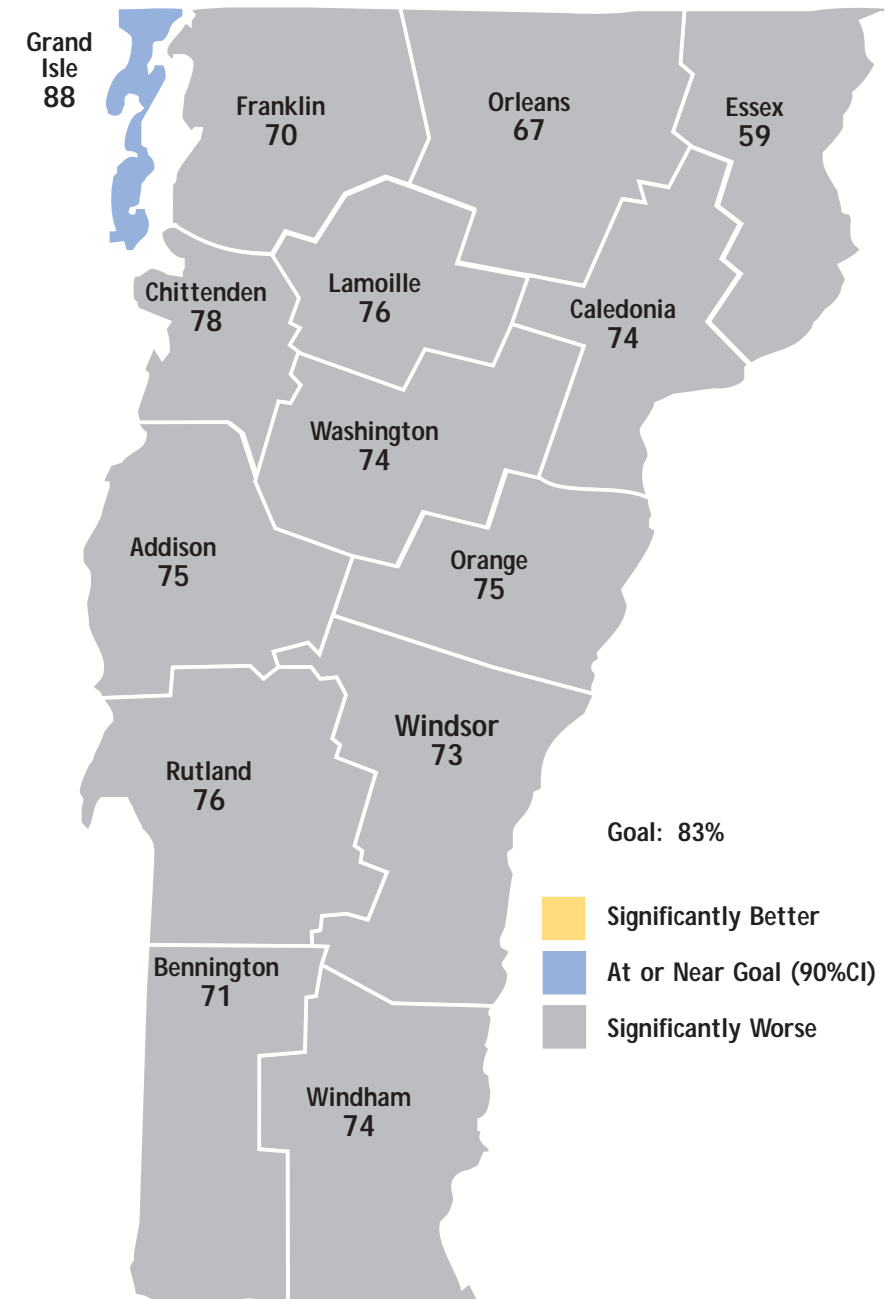 Grand
Isle
88
Franklin
70
Orleans
67
Essex
59
Chittenden
78
Lamoille
76
Caledonia
74
Washington
74
Addison
75
Orange
75
Windsor
73
Rutland
76
Goal: 83%
Significantly Better
At or Near Goal (90%CI)
Significantly Worse
Bennington
71
Windham
74